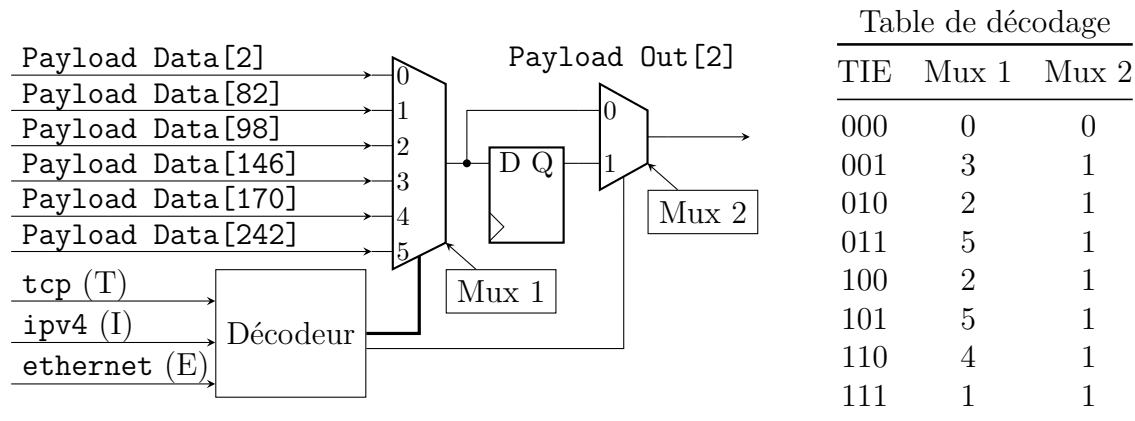 Payload Data[2]
Payload Data[82]
Payload Data[98]
Payload Data[146]
Payload Data[170]
Payload Data[242]
0
1
2
3
4
5
Payload Out[2]
0
1
D Q
Mux 2
Mux 1
tcp (T)
ipv4 (I)
ethernet (E)
Décodeur
Table de décodage
TIE Mux 1 Mux 2
000 0 0
001 3 1
010 2 1
011 5 1
100 2 1
101 5 1
110 4 1
111 1 1